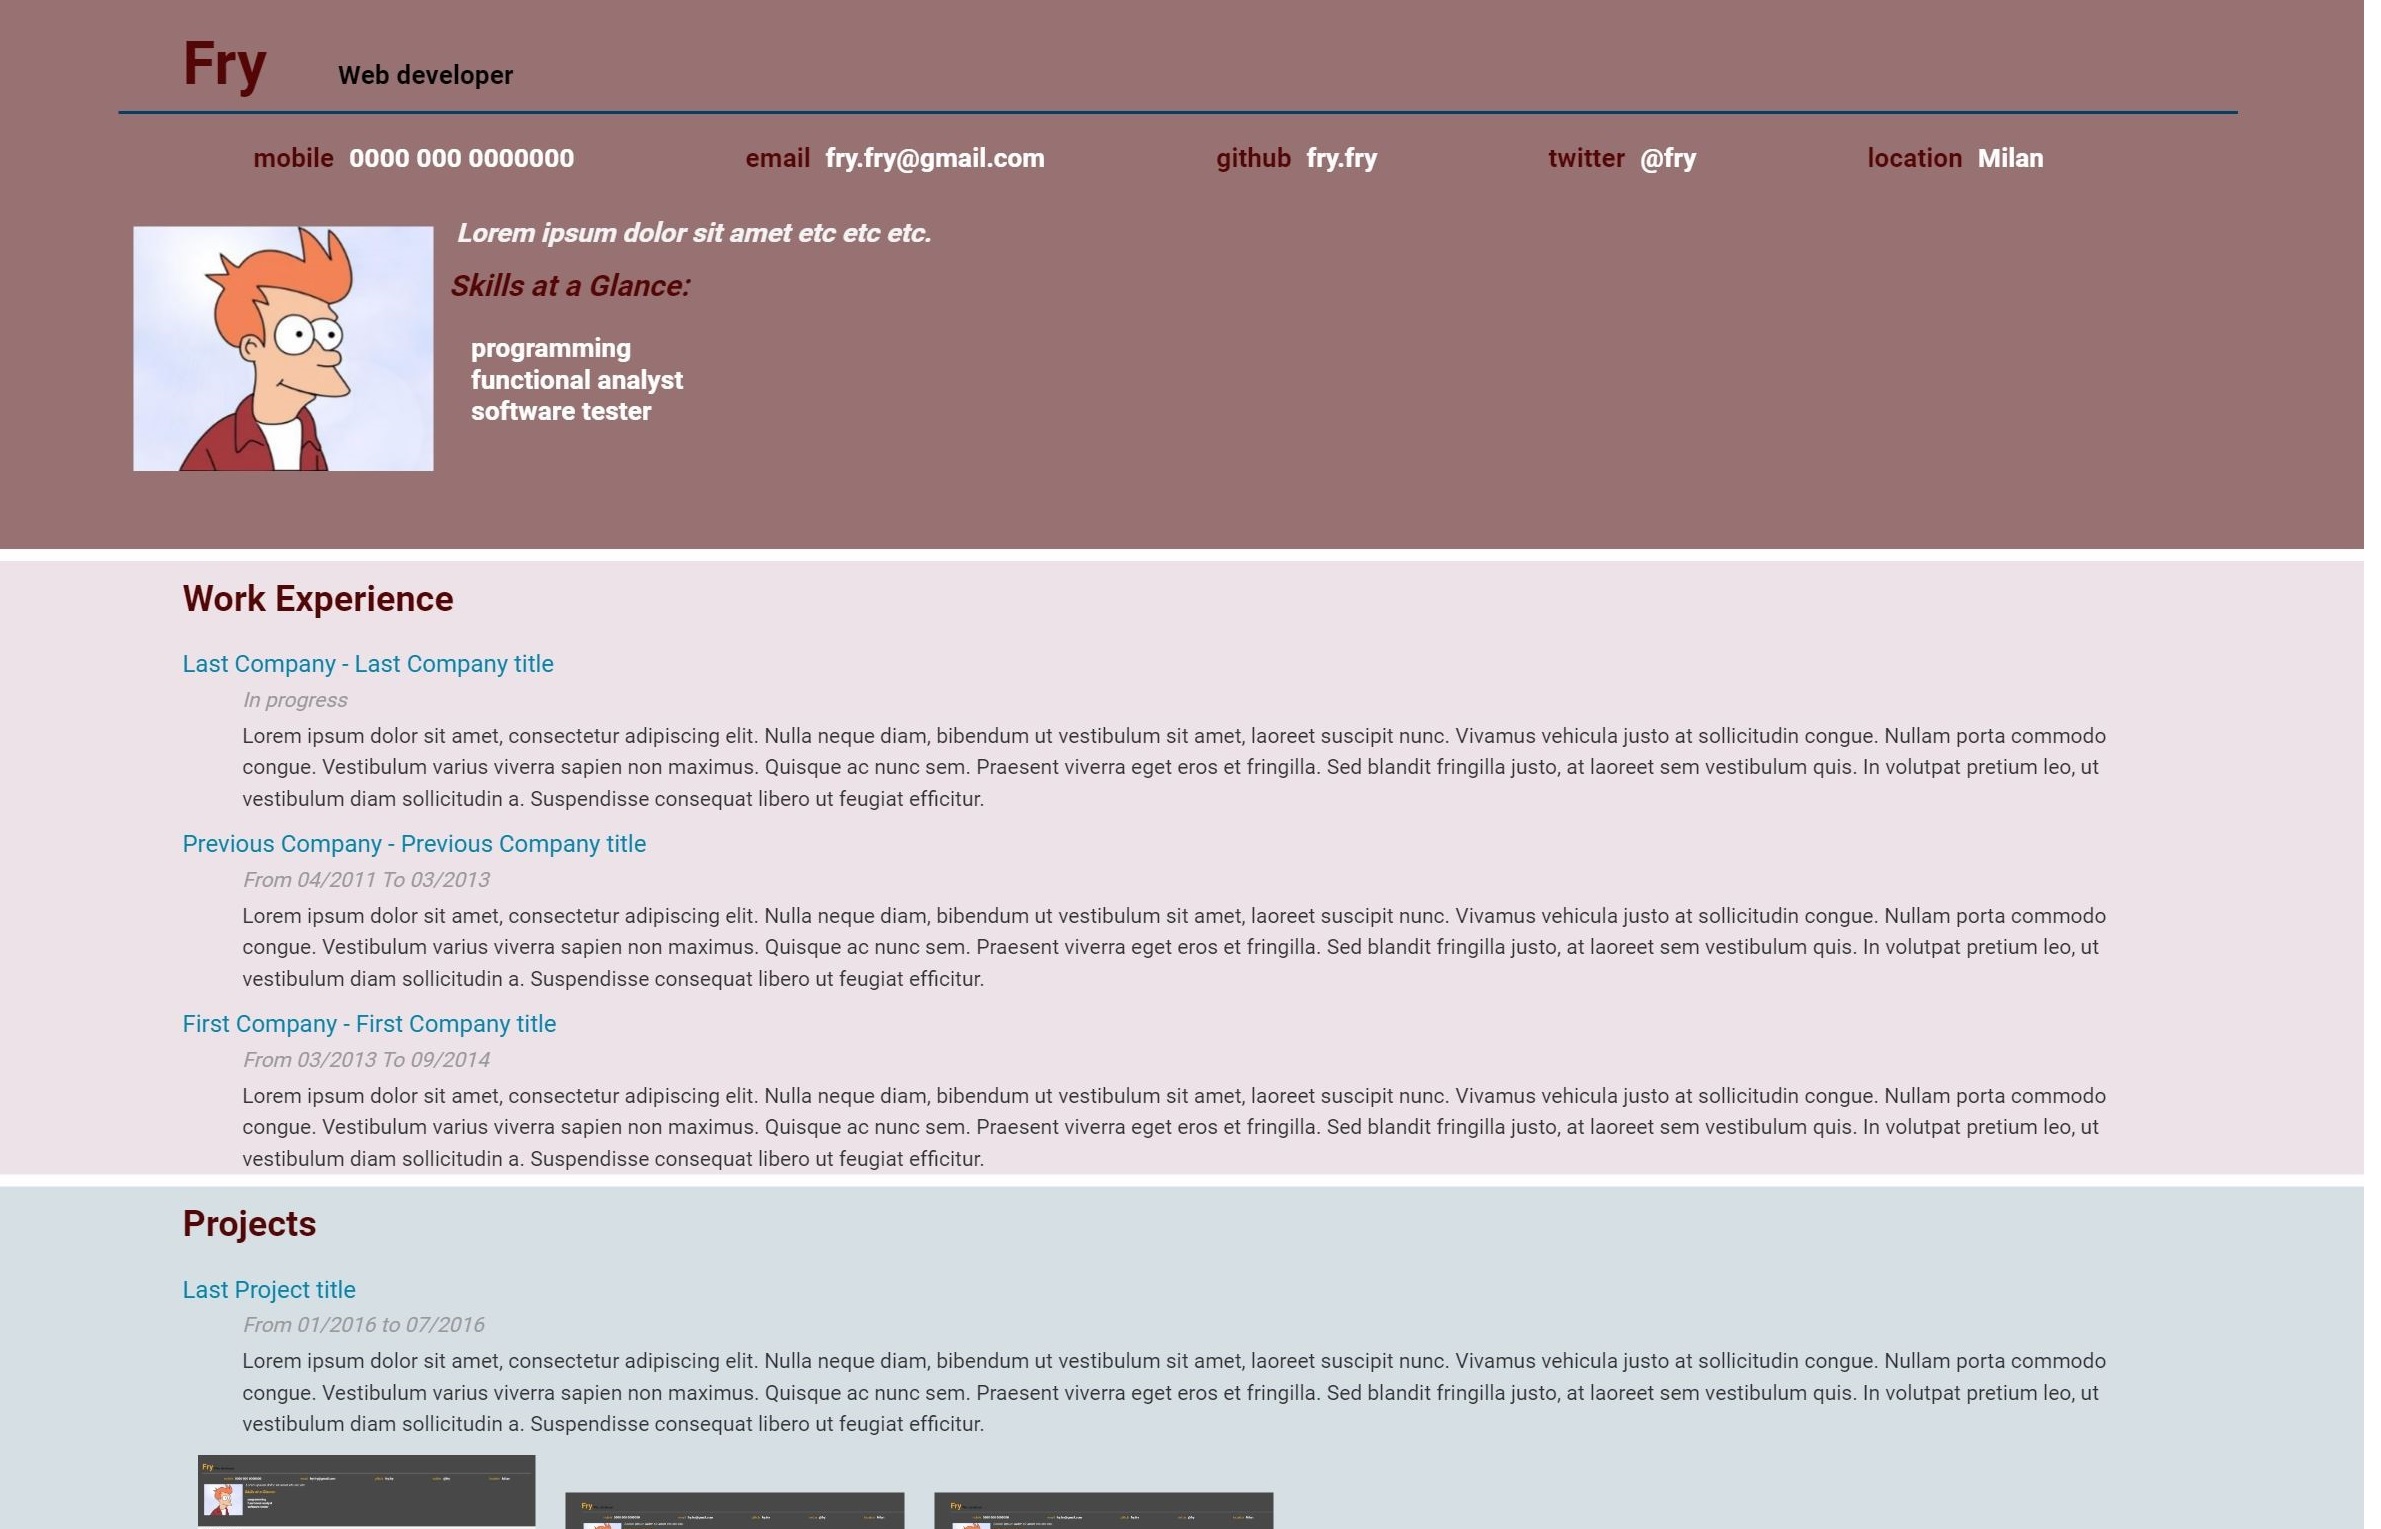 Fry Web developer
mobile 0000 000 0000000 email fry.fry@gmail.com github fry.fry twitter @fry location Milan
Lorem ipsum dolor sit amet etc etc etc.
Skills at a Glance:
programming
functional analyst
software tester
Work Experience
Last Company - Last Company title
In progress
Lorem ipsum dolor sit amet, consectetur adipiscing elit. Nulla neque diam, bibendum ut vestibulum sit amet, laoreet suscipit nunc. Vivamus vehicula justo at sollicitudin congue. Nullam porta commodo
congue. Vestibulum varius viverra sapien non maximus. Quisque ac nunc sem. Praesent viverra eget eros et fringilla. Sed blandit fringilla justo, at laoreet sem vestibulum quis. In volutpat pretium leo, ut
vestibulum diam sollicitudin a. Suspendisse consequat libero ut feugiat efficitur.
Previous Company - Previous Company title
From 04/2011 To 03/2013
Lorem ipsum dolor sit amet, consectetur adipiscing elit. Nulla neque diam, bibendum ut vestibulum sit amet, laoreet suscipit nunc. Vivamus vehicula justo at sollicitudin congue. Nullam porta commodo
congue. Vestibulum varius viverra sapien non maximus. Quisque ac nunc sem. Praesent viverra eget eros et fringilla. Sed blandit fringilla justo, at laoreet sem vestibulum quis. In volutpat pretium leo, ut
vestibulum diam sollicitudin a. Suspendisse consequat libero ut feugiat efficitur.
First Company - First Company title
From 03/2013 To 09/2014
Lorem ipsum dolor sit amet, consectetur adipiscing elit. Nulla neque diam, bibendum ut vestibulum sit amet, laoreet suscipit nunc. Vivamus vehicula justo at sollicitudin congue. Nullam porta commodo
congue. Vestibulum varius viverra sapien non maximus. Quisque ac nunc sem. Praesent viverra eget eros et fringilla. Sed blandit fringilla justo, at laoreet sem vestibulum quis. In volutpat pretium leo, ut
vestibulum diam sollicitudin a. Suspendisse consequat libero ut feugiat efficitur.
Projects
Last Project title
From 01/2016 to 07/2016
Lorem ipsum dolor sit amet, consectetur adipiscing elit. Nulla neque diam, bibendum ut vestibulum sit amet, laoreet suscipit nunc. Vivamus vehicula justo at sollicitudin congue. Nullam porta commodo
congue. Vestibulum varius viverra sapien non maximus. Quisque ac nunc sem. Praesent viverra eget eros et fringilla. Sed blandit fringilla justo, at laoreet sem vestibulum quis. In volutpat pretium leo, ut
vestibulum diam sollicitudin a. Suspendisse consequat libero ut feugiat efficitur.
Fry
Fry
Fry